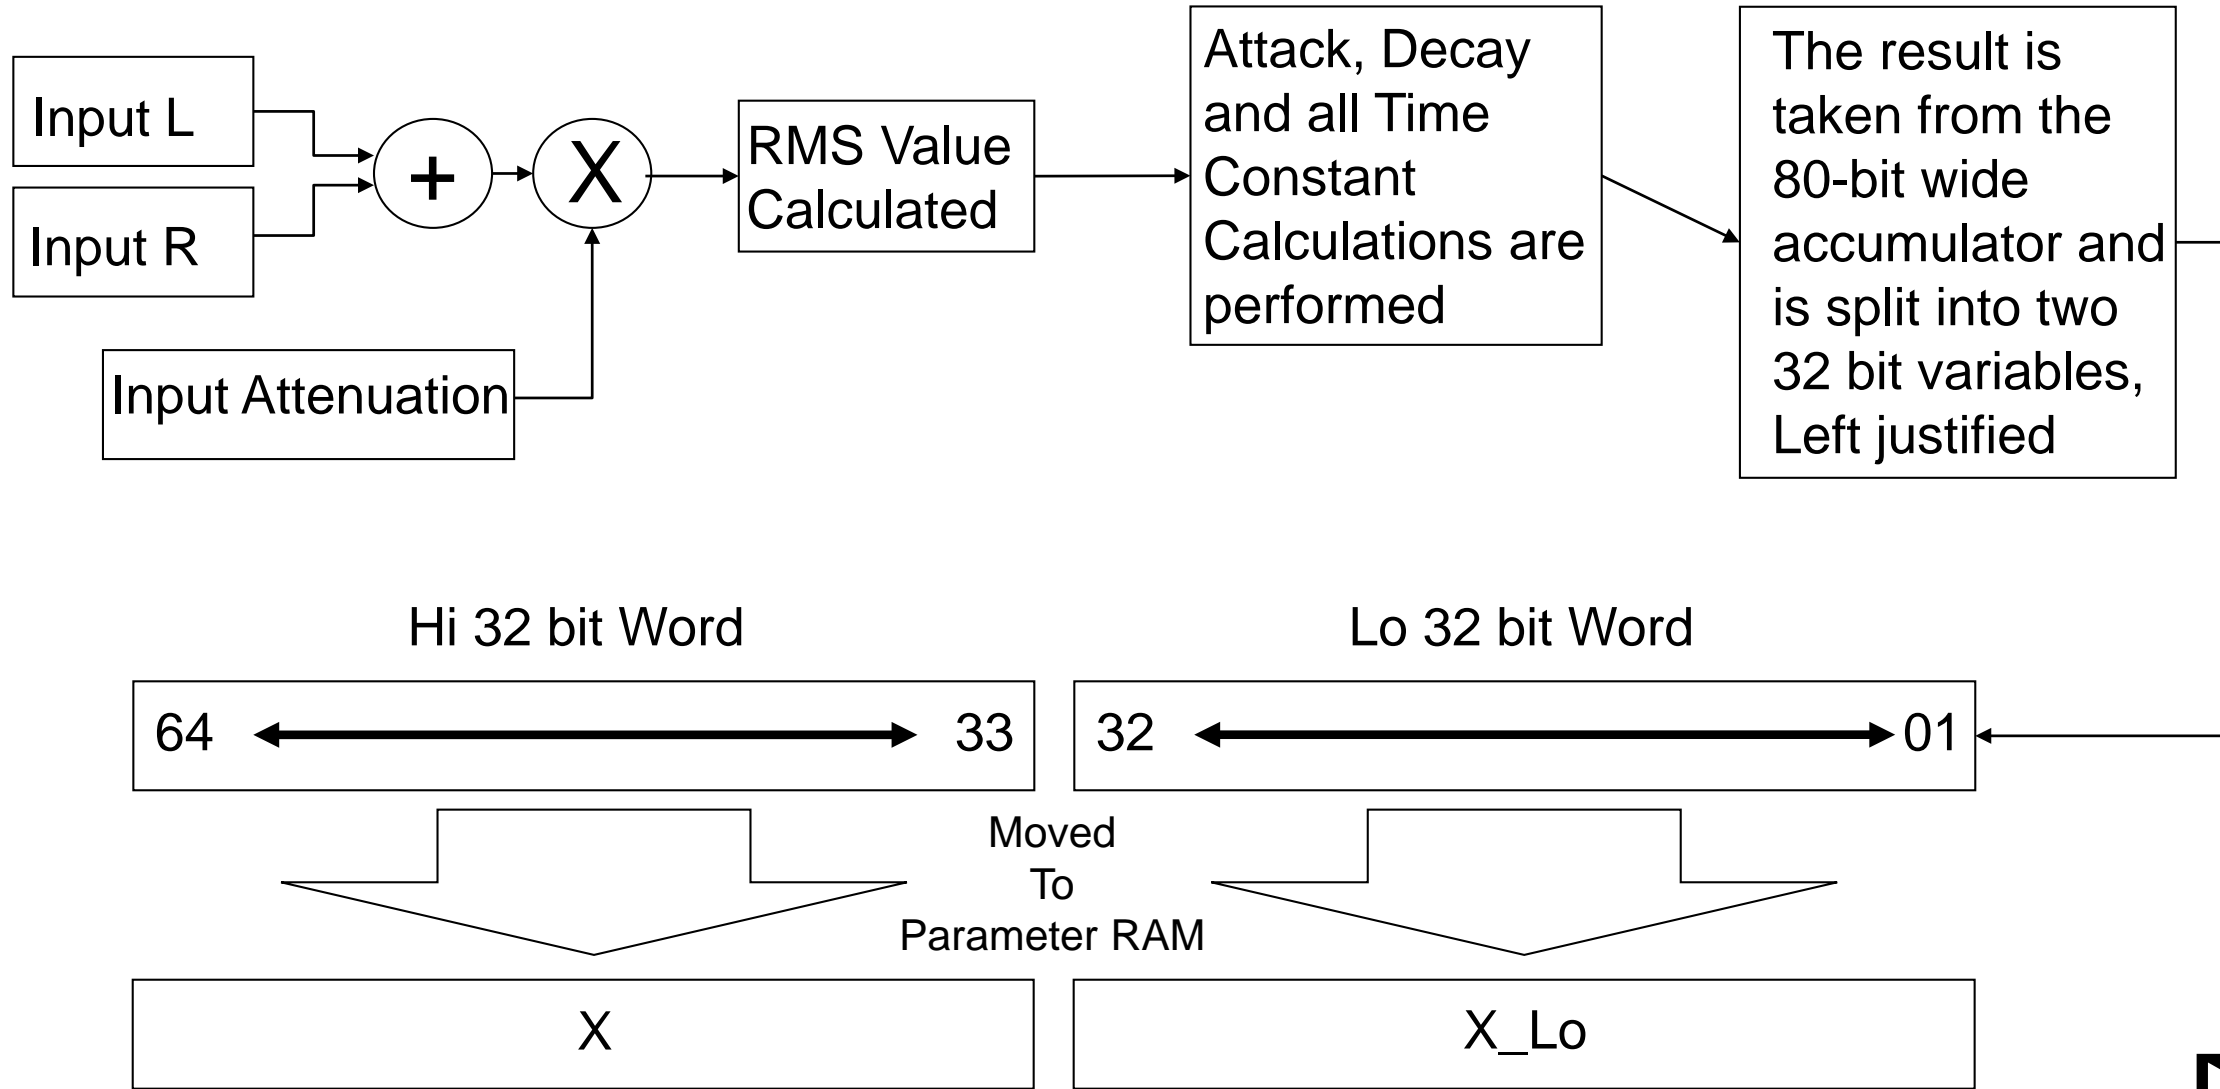 Input L
Input R
+
X
Input Attenuation
RMS Value
Calculated
Attack, Decay
and all Time
Constant
Calculations are
performed
The result is
taken from the
80-bit wide
accumulator and
is split into two
32 bit variables,
Left justified
Hi 32 bit Word
Lo 32 bit Word
64 33
32 01
Moved
To
Parameter RAM
X
X_Lo